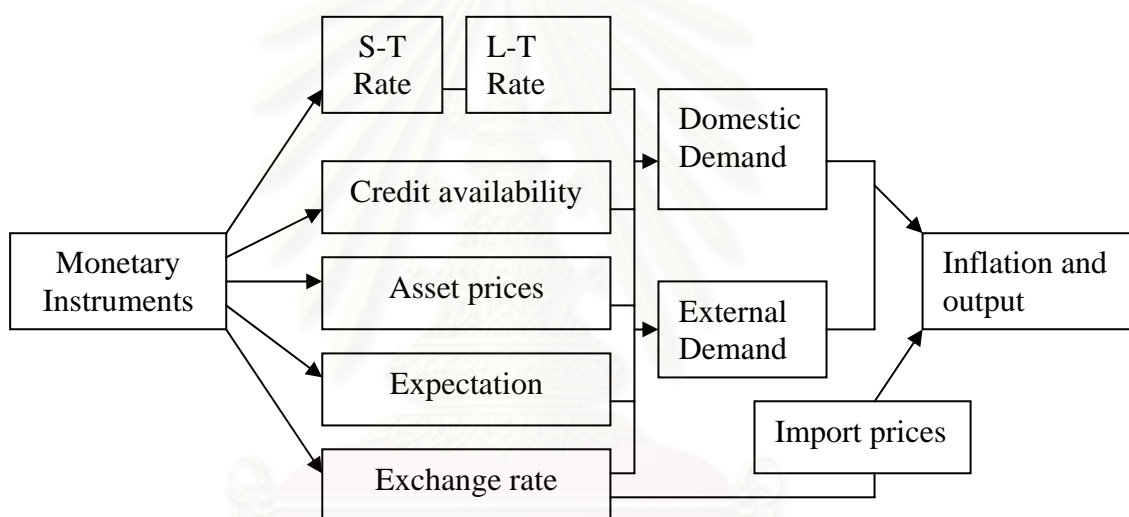 S-T
Rate
L-T
Rate
Domestic
Demand
Credit availability
Monetary
Instruments
Asset prices
Inflation and
output
External
Demand
Expectation
Import prices
Exchange rate